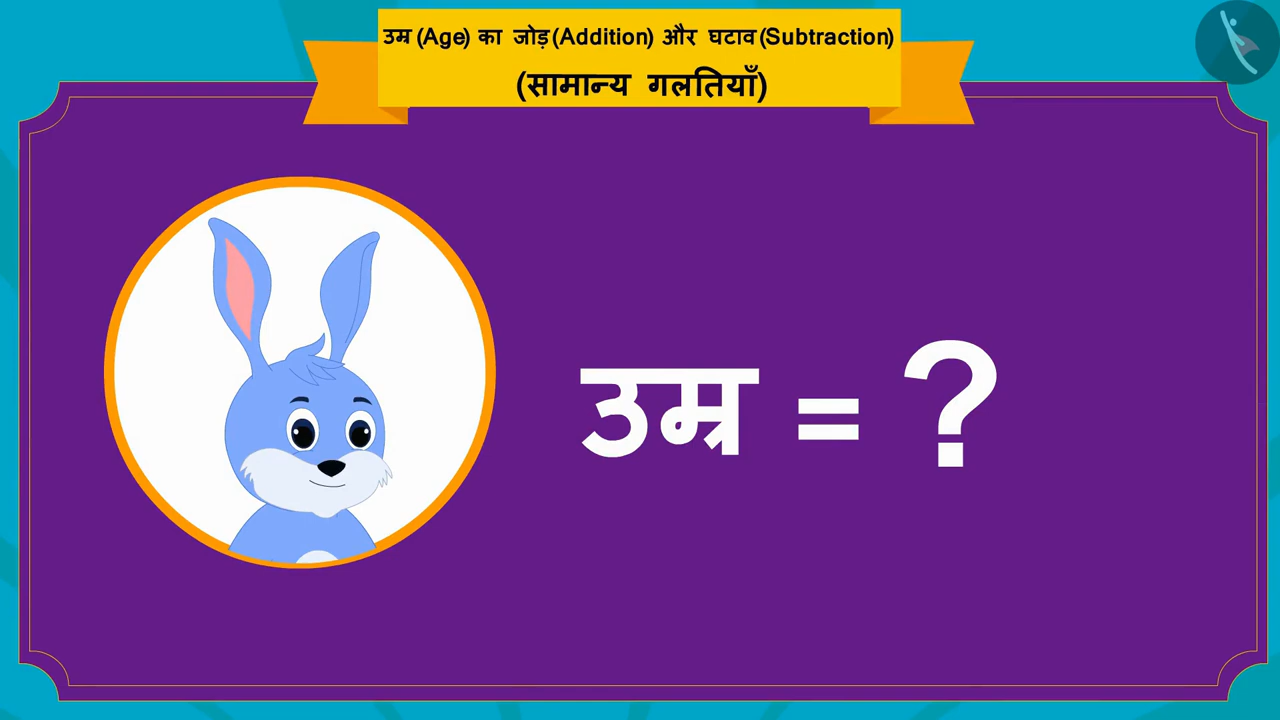 उम्र (Age) का जोड़ (Addition) और घटाव (Subtraction)
(सामान्य गलतियाँ)
उम्र = ?